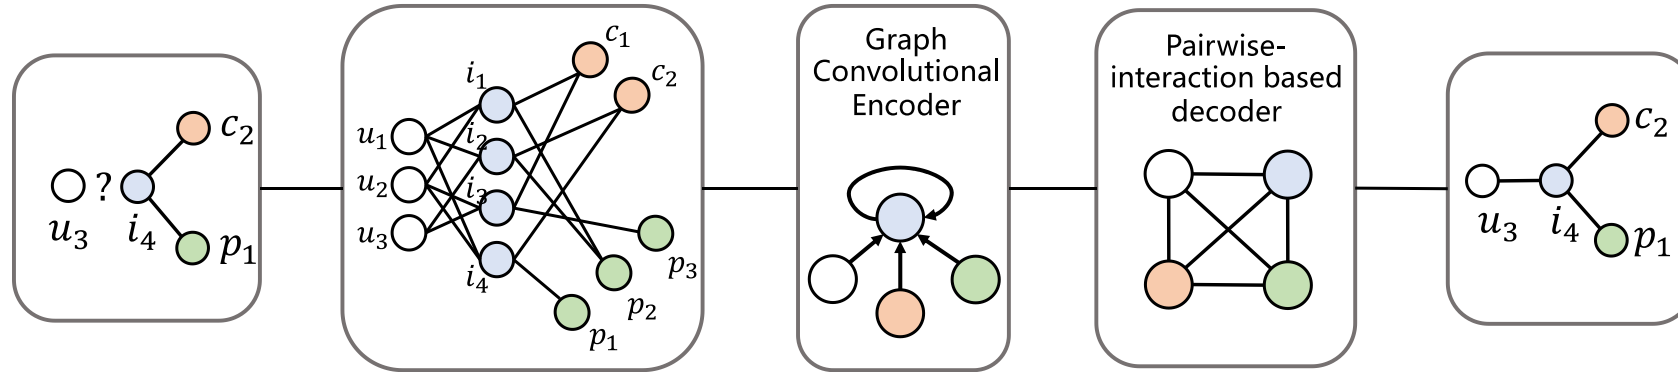 ?
u₃
i₄
c₂
p₁
u₁
u₂
u₃
i₁
i₂
i₃
i₄
c₁
c₂
p₃
p₂
p₁
Graph
Convolutional
Encoder
Pairwise-
interaction based
decoder
u₃
i₄
c₂
p₁